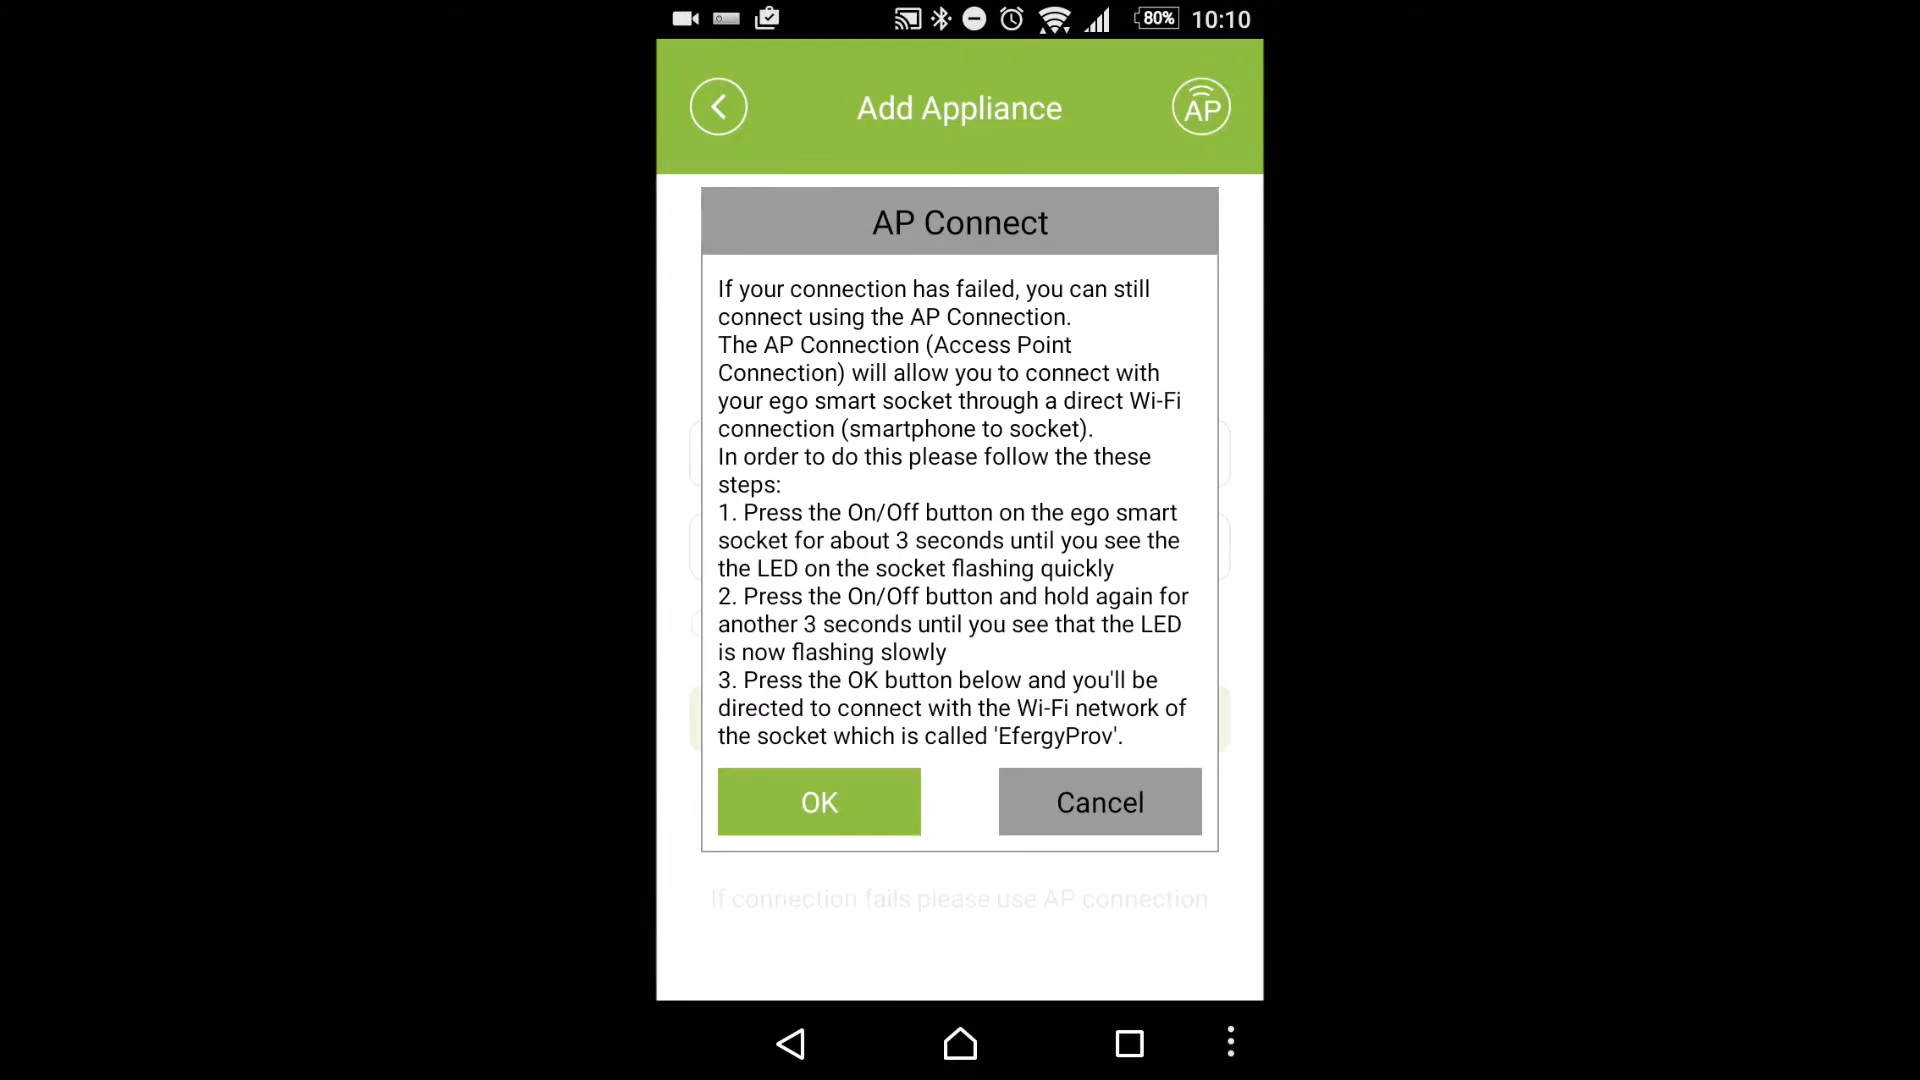 80% 10:10
Add Appliance
AP
AP Connect
If your connection has failed, you can still
connect using the AP Connection.
The AP Connection (Access Point
Connection) will allow you to connect with
your ego smart socket through a direct Wi-Fi
connection (smartphone to socket).
In order to do this please follow the these
steps:
1. Press the On/Off button on the ego smart
socket for about 3 seconds until you see the
the LED on the socket flashing quickly
2. Press the On/Off button and hold again for
another 3 seconds until you see that the LED
is now flashing slowly
3. Press the OK button below and you'll be
directed to connect with the Wi-Fi network of
the socket which is called 'EfergyProv'.
OK Cancel
If connection fails please use AP connection